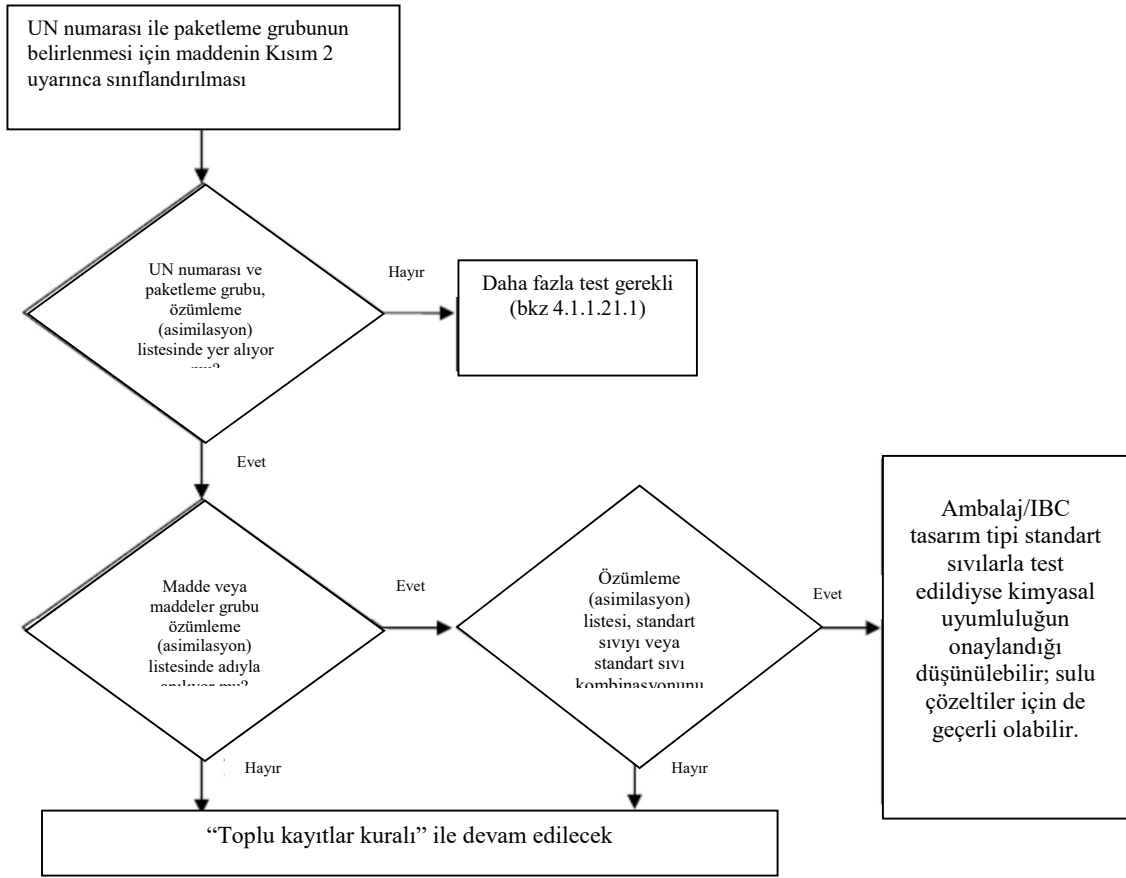 UN numarası ile paketleme grubunun
belirlenmesi için maddenin Kısım 2
uyarınca sınıflandırılması
UN numarası ve
paketleme grubu,
özümleme
(asimilasyon)
listesinde yer alıyor
Hayır
Daha fazla test gerekli
(bkz 4.1.1.21.1)
Evet
Madde veya
maddeler grubu
özümleme
(asimilasyon)
listesinde adıyla
anılıyor mu?
Evet
Özümleme
(asimilasyon)
listesi, standart
sıvıyı veya
standart sıvı
kombinasyonunu
Evet
Ambalaj/IBC
tasarım tipi standart
sıvılarla test
edildiyse kimyasal
uyumluluğun
onaylandığı
düşünülebilir; sulu
çözeltiler için de
geçerli olabilir.
Hayır
Hayır
“Toplu kayıtlar kuralı” ile devam edilecek